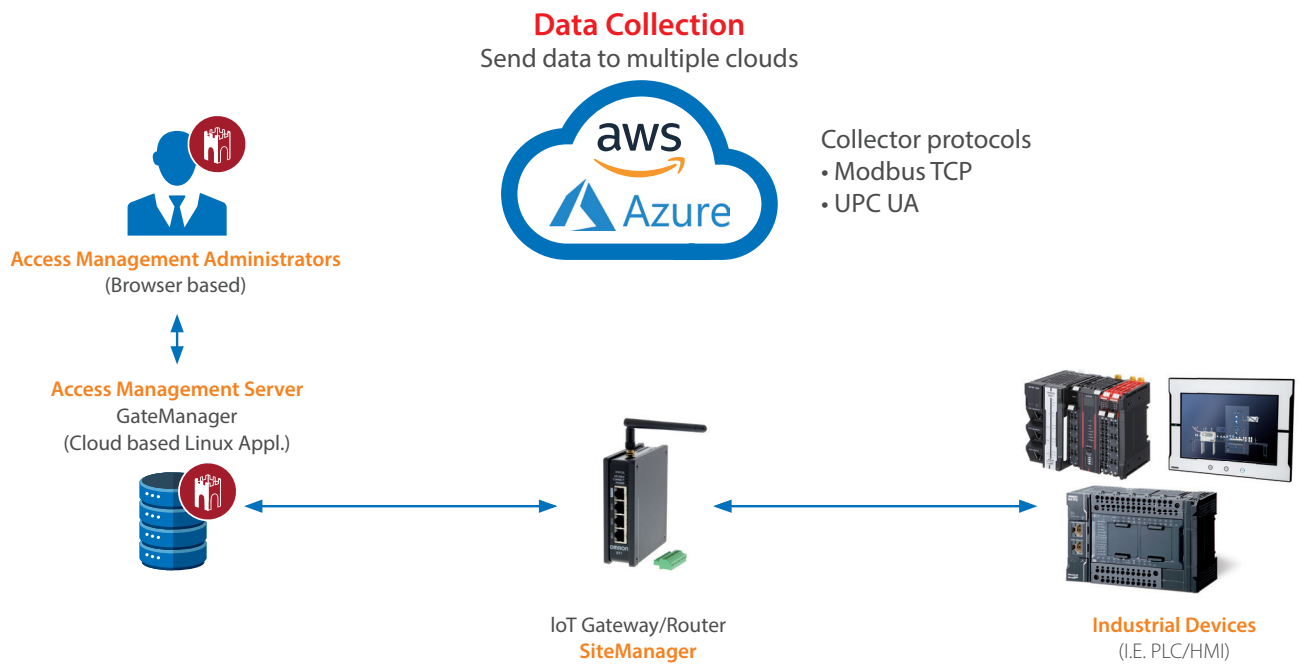 Data Collection
Send data to multiple clouds
aws
Azure
Collector protocols
• Modbus TCP
• UPC UA
Access Management Administrators
(Browser based)
Access Management Server
GateManager
(Cloud based Linux Appl.)
OMRON
IoT Gateway/Router
SiteManager
Industrial Devices
(I.E. PLC/HMI)